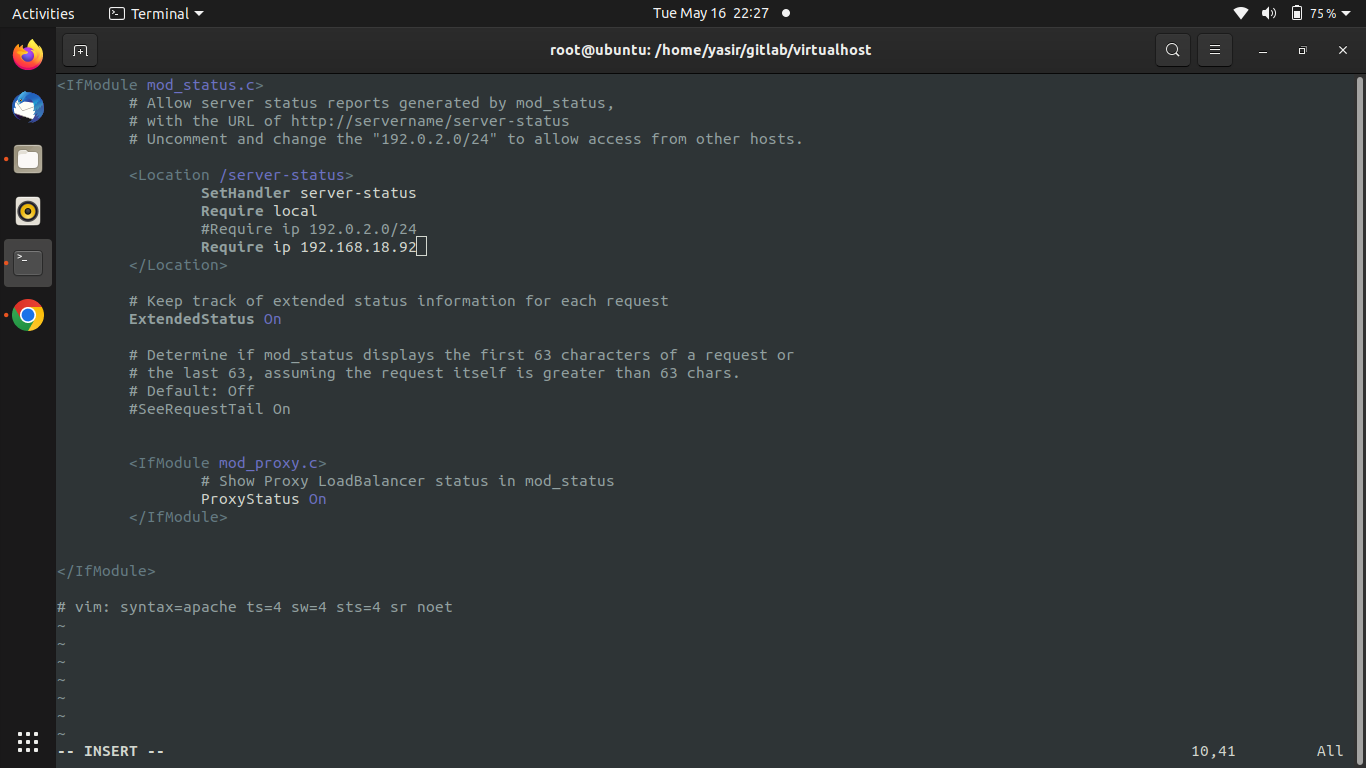 Activities Terminal Tue May 16 22:27 75%
root@ubuntu: /home/yasir/gitlab/virtualhost
<IfModule mod_status.c>
        # Allow server status reports generated by mod_status,
        # with the URL of http://servername/server-status
        # Uncomment and change the "192.0.2.0/24" to allow access from other hosts.
        <Location /server-status>
                SetHandler server-status
                Require local
                #Require ip 192.0.2.0/24
                Require ip 192.168.18.92
        </Location>
        # Keep track of extended status information for each request
        ExtendedStatus On
        # Determine if mod_status displays the first 63 characters of a request or
        # the last 63, assuming the request itself is greater than 63 chars.
        # Default: Off
        #SeeRequestTail On
        <IfModule mod_proxy.c>
                # Show Proxy LoadBalancer status in mod_status
                ProxyStatus On
        </IfModule>
</IfModule>
# vim: syntax=apache ts=4 sw=4 sts=4 sr noet
~
~
~
~
~
~
~
-- INSERT -- 10,41 All